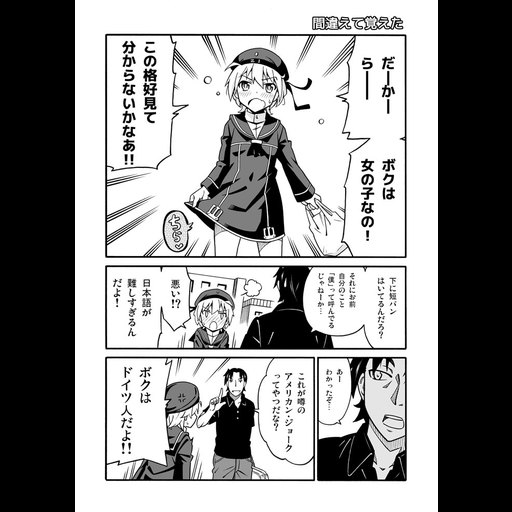 間違えて覚えた
だーかー
らー
ボクは
女の子なの！
この格好見て
分からないかなあ!!
ちらっ♡
下に短パン
はいてるんだろ？
それにお前
自分のこと
「僕」って呼んでる
じゃねーか…
悪い!?
日本語が
難しすぎるん
だよ！
あー
わかったぞ…
これが噂の
アメリカン・ジョーク
ってやつだな？
ボクは
ドイツ人だよ!!